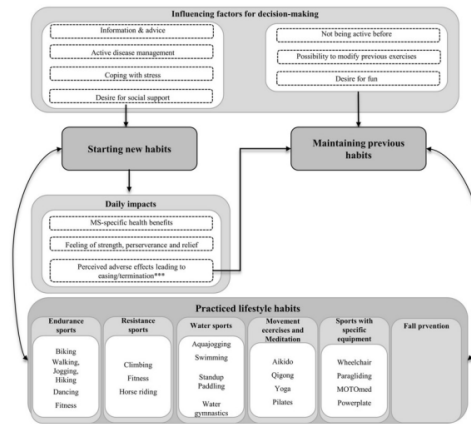 Influencing factors for decision-making
Information & advice
Active disease management
Coping with stress
Desire for social support
Not being active before
Possibility to modify previous exercises
Desire for fun
Starting new habits
Maintaining previous
habits
Daily impacts
MS-specific health benefits
Feeling of strength, perseverance and relief
Perceived adverse effects leading to
easing/termination***
Practiced lifestyle habits
Endurance
sports
Biking
Walking,
Jogging,
Hiking
Dancing
Fitness
Resistance
sports
Climbing
Fitness
Horse riding
Water sports
Aquajogging
Swimming
Standup
Paddling
Water
gymnastics
Movement
ecercises and
Meditation
Aikido
Qigong
Yoga
Pilates
Sports with
specific
equipment
Wheelchair
Paragliding
MOTOmed
Powerplate
Fall prvention